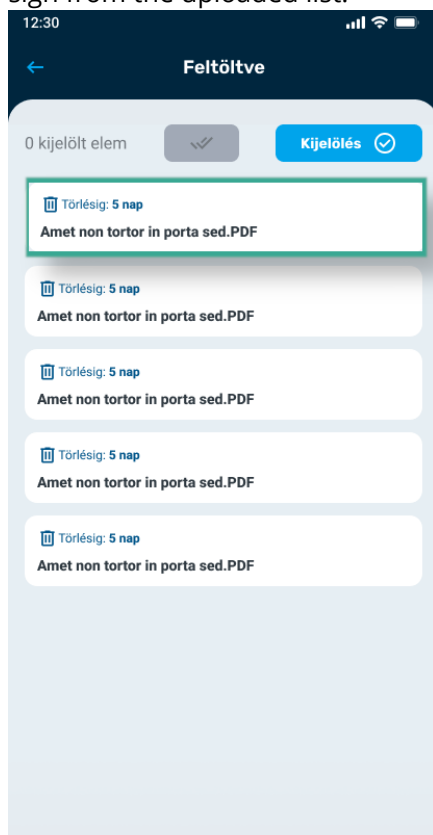 sign from the uploaded list.
12:30
Feltöltve
0 kijelölt elem
Kijelölés
Törlésig: 5 nap
Amet non tortor in porta sed.PDF
Törlésig: 5 nap
Amet non tortor in porta sed.PDF
Törlésig: 5 nap
Amet non tortor in porta sed.PDF
Törlésig: 5 nap
Amet non tortor in porta sed.PDF
Törlésig: 5 nap
Amet non tortor in porta sed.PDF